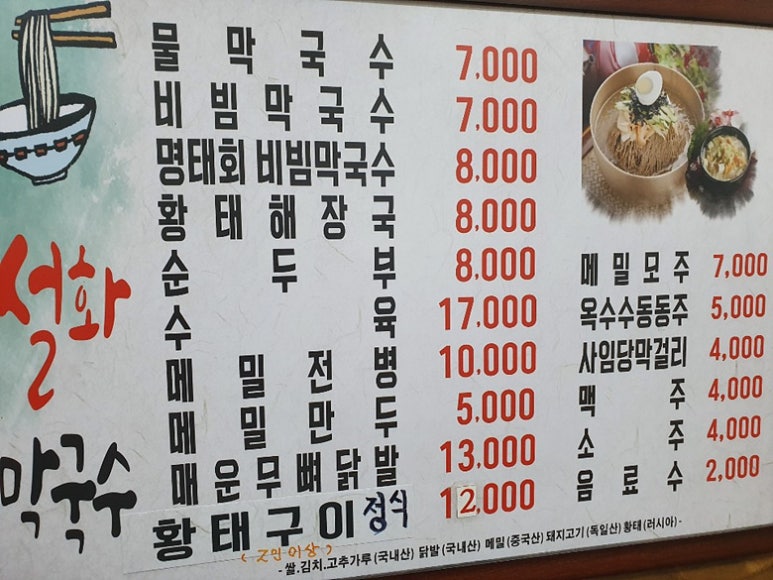 설화
막국수
물막국수 7,000
비빔막국수 7,000
명태회 비빔막국수 8,000
황태해장국 8,000
순두부 8,000
수육 17,000
메밀전병 10,000
메밀만두 5,000
매운무뼈닭발 13,000
황태구이정식 12,000
(2인이상)
메밀모주 7,000
옥수수동동주 5,000
사임당막걸리 4,000
맥주 4,000
소주 4,000
음료수 2,000
- 쌀.김치.고추가루(국내산) 닭발(국내산) 메밀(중국산) 돼지고기(독일산) 황태(러시아) -